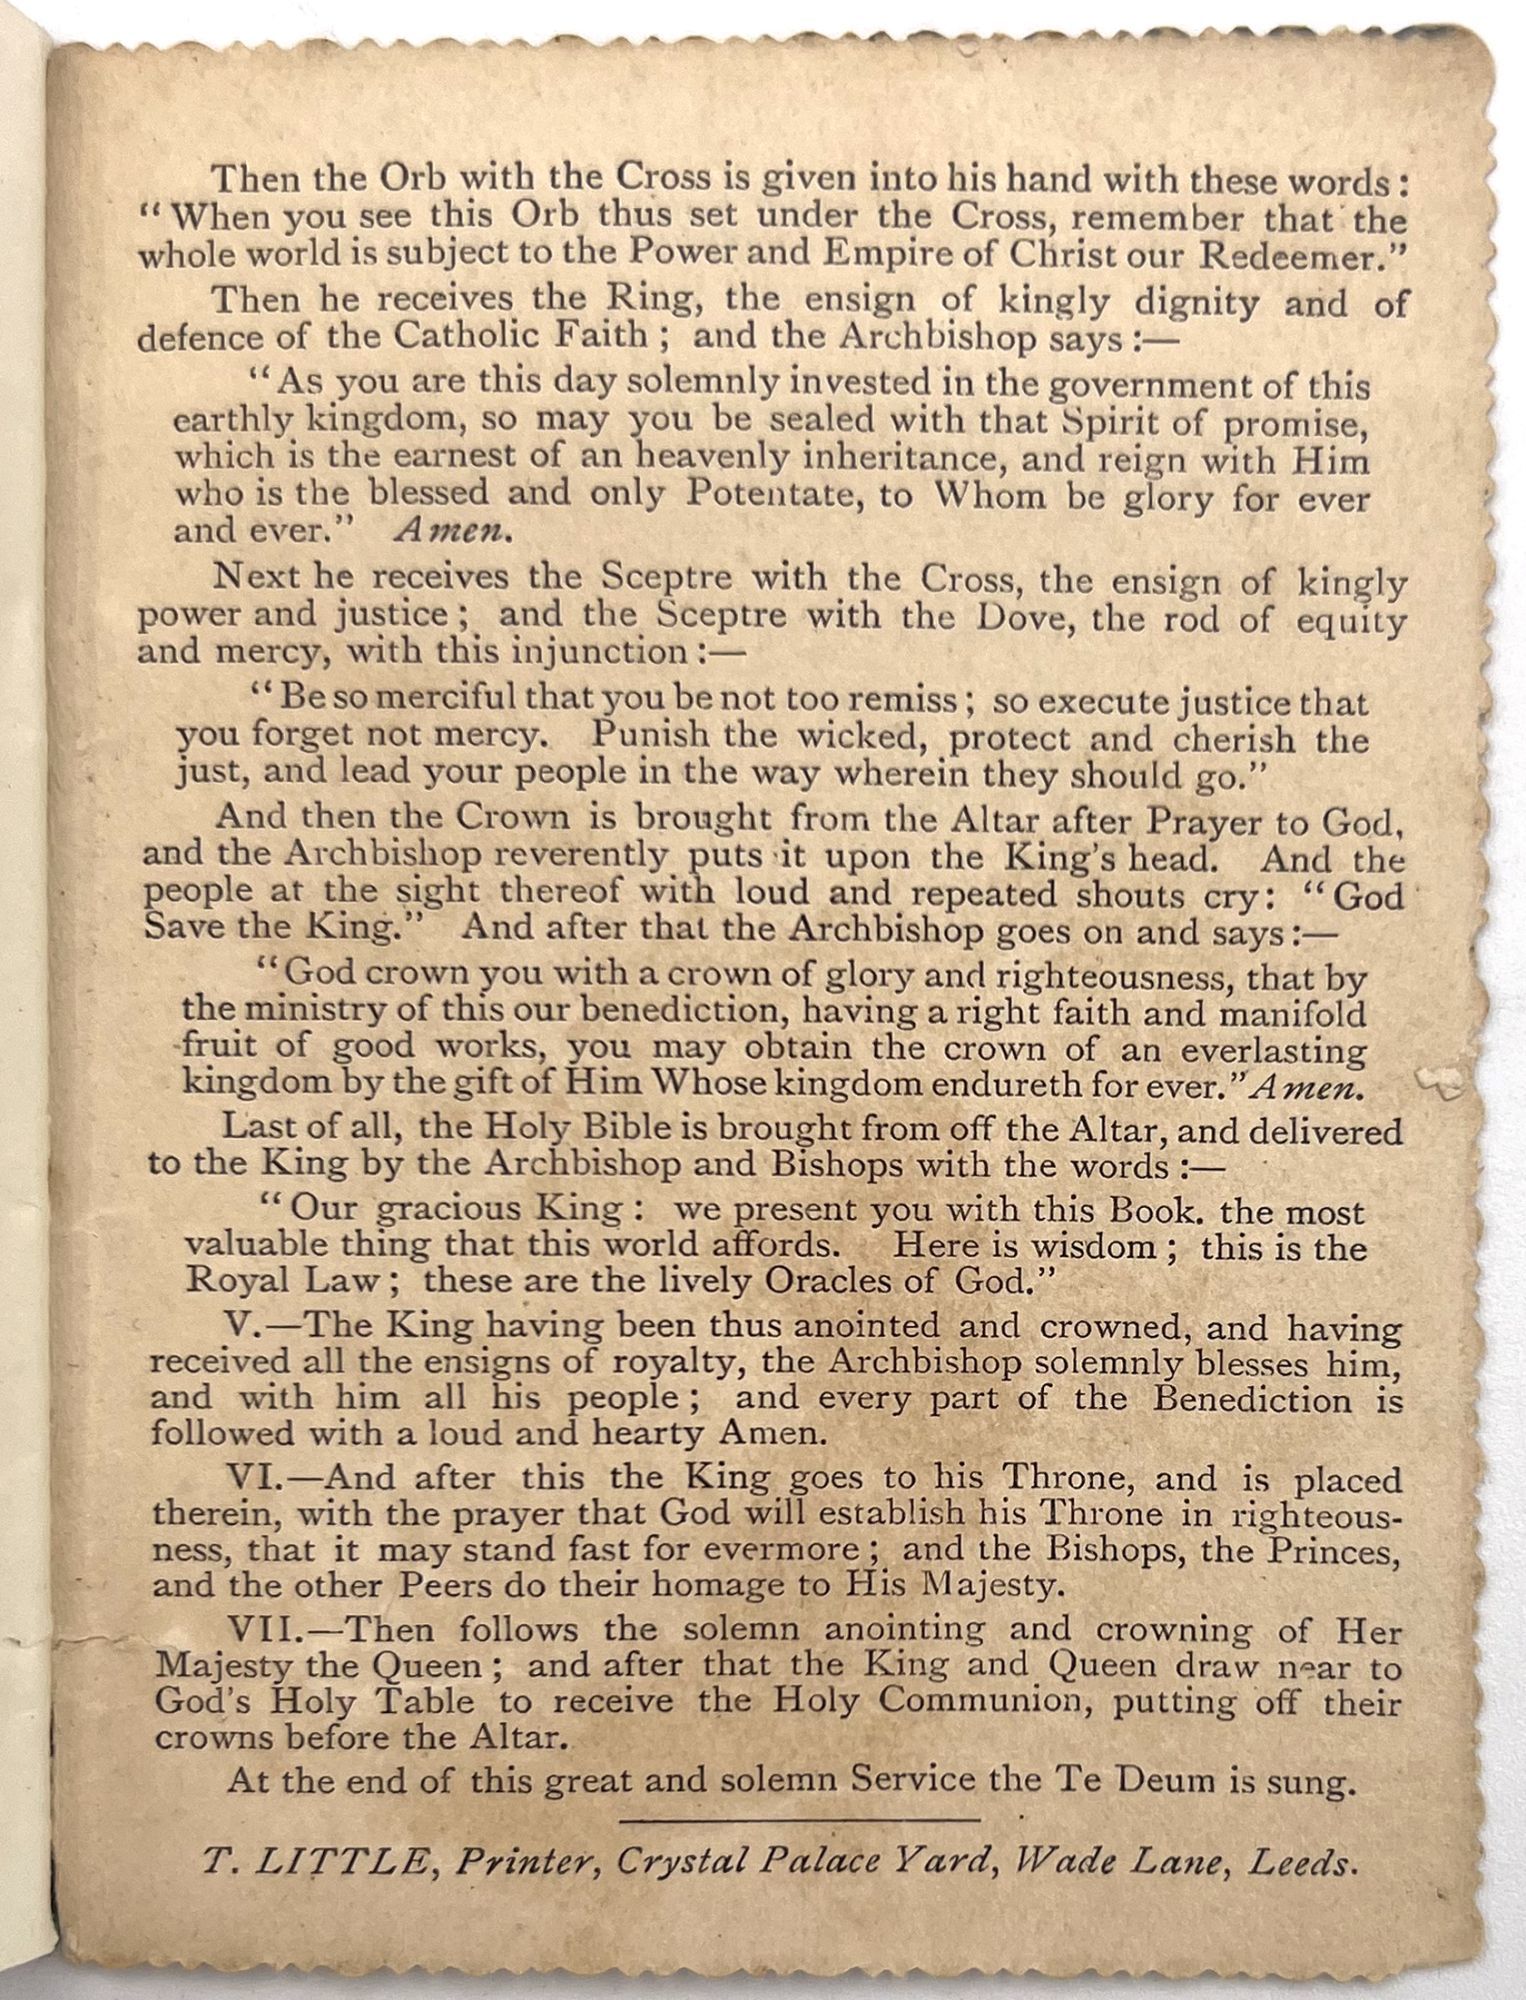 Then the Orb with the Cross is given into his hand with these words:
“When you see this Orb thus set under the Cross, remember that the
whole world is subject to the Power and Empire of Christ our Redeemer.”
Then he receives the Ring, the ensign of kingly dignity and of
defence of the Catholic Faith; and the Archbishop says:—
“As you are this day solemnly invested in the government of this
earthly kingdom, so may you be sealed with that Spirit of promise,
which is the earnest of an heavenly inheritance, and reign with Him
who is the blessed and only Potentate, to Whom be glory for ever
and ever.” Amen.
Next he receives the Sceptre with the Cross, the ensign of kingly
power and justice; and the Sceptre with the Dove, the rod of equity
and mercy, with this injunction:—
“Be so merciful that you be not too remiss; so execute justice that
you forget not mercy. Punish the wicked, protect and cherish the
just, and lead your people in the way wherein they should go.”
And then the Crown is brought from the Altar after Prayer to God,
and the Archbishop reverently puts it upon the King's head. And the
people at the sight thereof with loud and repeated shouts cry: “God
Save the King.” And after that the Archbishop goes on and says:—
“God crown you with a crown of glory and righteousness, that by
the ministry of this our benediction, having a right faith and manifold
fruit of good works, you may obtain the crown of an everlasting
kingdom by the gift of Him Whose kingdom endureth for ever.” Amen.
Last of all, the Holy Bible is brought from off the Altar, and delivered
to the King by the Archbishop and Bishops with the words:—
“Our gracious King: we present you with this Book. the most
valuable thing that this world affords. Here is wisdom; this is the
Royal Law; these are the lively Oracles of God.”
V.—The King having been thus anointed and crowned, and having
received all the ensigns of royalty, the Archbishop solemnly blesses him,
and with him all his people; and every part of the Benediction is
followed with a loud and hearty Amen.
VI.—And after this the King goes to his Throne, and is placed
therein, with the prayer that God will establish his Throne in righteous-
ness, that it may stand fast for evermore; and the Bishops, the Princes,
and the other Peers do their homage to His Majesty.
VII.—Then follows the solemn anointing and crowning of Her
Majesty the Queen; and after that the King and Queen draw near to
God's Holy Table to receive the Holy Communion, putting off their
crowns before the Altar.
At the end of this great and solemn Service the Te Deum is sung.
T. LITTLE, Printer, Crystal Palace Yard, Wade Lane, Leeds.